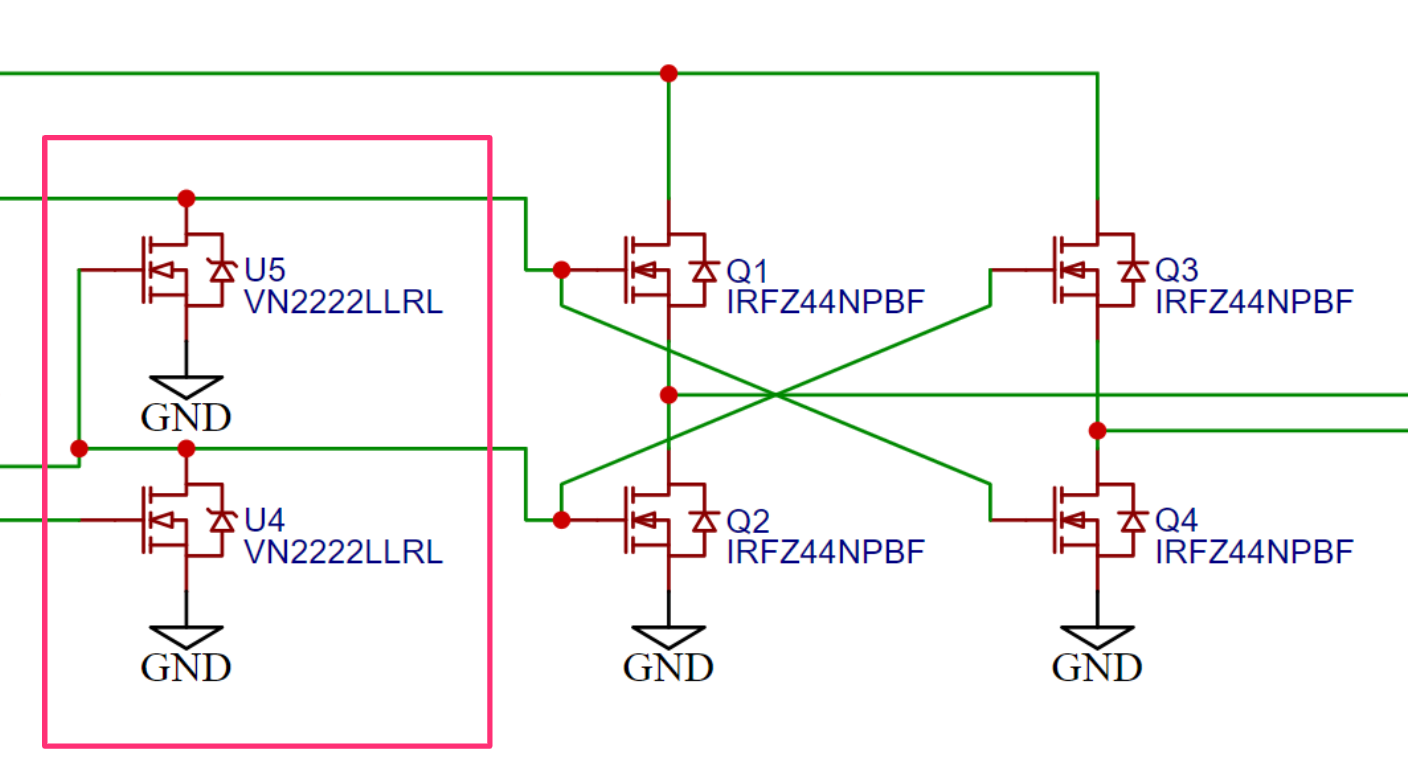 U5
VN2222LLRL
Q1
IRFZ44NPBF
Q3
IRFZ44NPBF
GND
U4
VN2222LLRL
Q2
IRFZ44NPBF
Q4
IRFZ44NPBF
GND
GND
GND